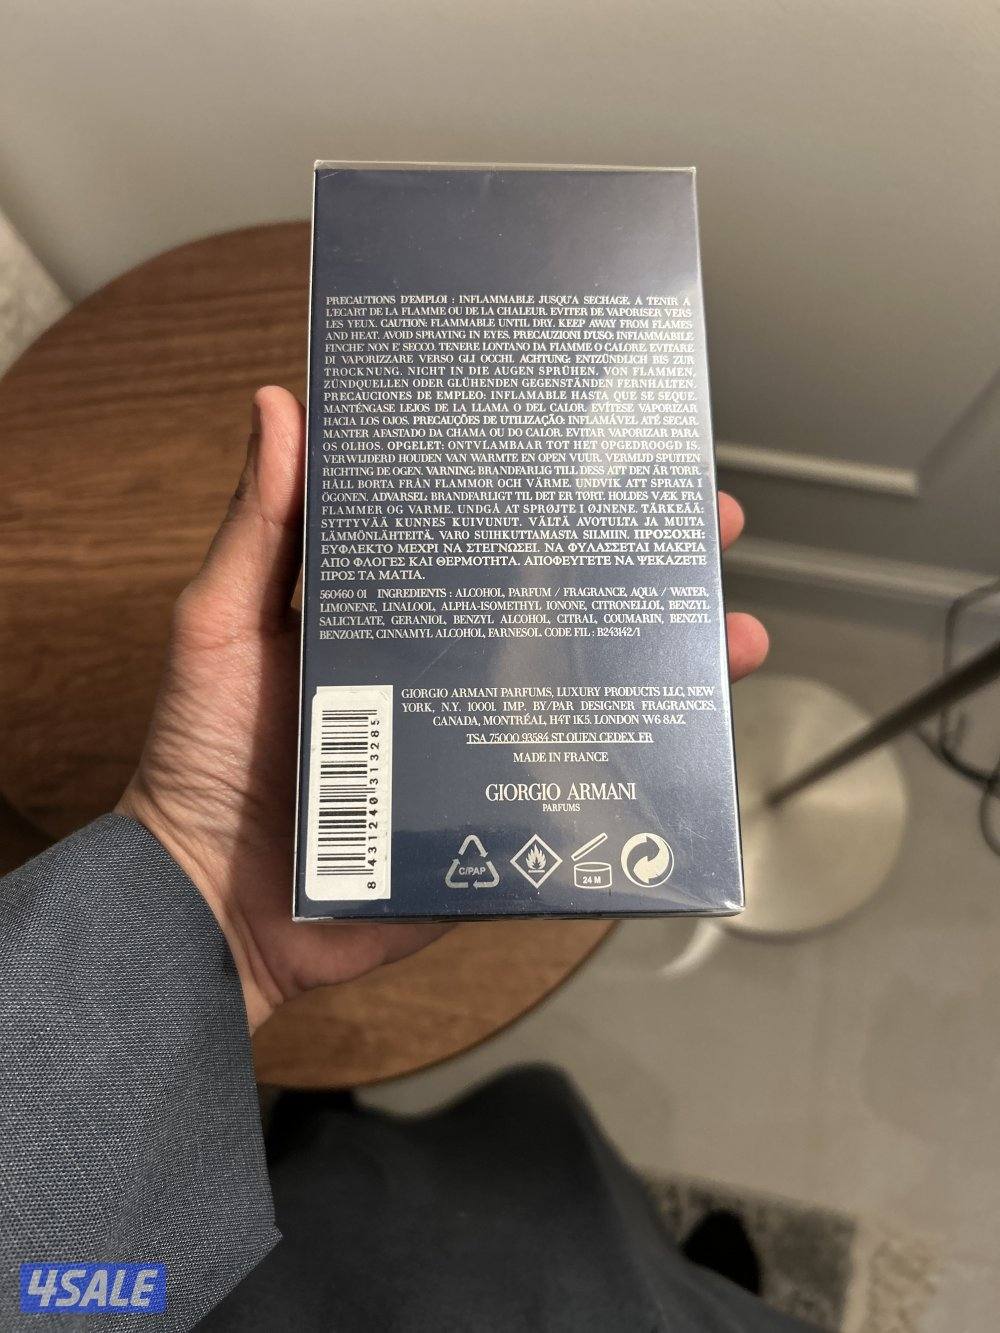 PRECAUTIONS D'EMPLOI : INFLAMMABLE JUSQU'A SECHAGE. A TENIR A
L'ECART DE LA FLAMME OU DE LA CHALEUR. EVITER DE VAPORISER VERS
LES YEUX. CAUTION: FLAMMABLE UNTIL DRY. KEEP AWAY FROM FLAMES
AND HEAT. AVOID SPRAYING IN EYES. PRECAUZIONI D'USO: INFIAMMABILE
FINCHE' NON E' SECCO. TENERE LONTANO DA FIAMME O CALORE. EVITARE
DI VAPORIZZARE VERSO GLI OCCHI. ACHTUNG: ENTZÜNDLICH BIS ZUR
TROCKNUNG. NICHT IN DIE AUGEN SPRÜHEN. VON FLAMMEN,
ZÜNDQUELLEN ODER GLÜHENDEN GEGENSTÄNDEN FERNHALTEN.
PRECAUCIONES DE EMPLEO: INFLAMABLE HASTA QUE SE SEQUE.
MANTÉNGASE LEJOS DE LA LLAMA O DEL CALOR. EVÍTESE VAPORIZAR
HACIA LOS OJOS. PRECAUÇÕES DE UTILIZAÇÃO: INFLAMÁVEL ATÉ SECAR.
MANTER AFASTADO DA CHAMA OU DO CALOR. EVITAR VAPORIZAR PARA
OS OLHOS. OPGELET: ONTVLAMBAAR TOT HET OPGEDROOGD IS.
VERWIJDERD HOUDEN VAN WARMTE EN OPEN VUUR. VERMIJD SPUITEN
RICHTING DE OGEN. VARNING: BRANDFARLIG TILL DESS ATT DEN ÄR TORR.
HÅLL BORTA FRÅN FLAMMOR OCH VÄRME. UNDVIK ATT SPRAYA I
ÖGONEN. ADVARSEL: BRANDFARLIGT TIL DET ER TØRT. HOLDES VÆK FRA
FLAMMER OG VARME. UNDGÅ AT SPRØJTE I ØJNENE. TÄRKEÄÄ:
SYTTYVÄÄ KUNNES KUIVUNUT. VÄLTÄ AVOTULTA JA MUITA
LÄMMÖNLÄHTEITÄ. VARO SUIHKUTTAMASTA SILMIIN. ΠΡΟΣΟΧΗ:
ΕΥΦΛΕΚΤΟ ΜΕΧΡΙ ΝΑ ΣΤΕΓΝΩΣΕΙ. ΝΑ ΦΥΛΑΣΣΕΤΑΙ ΜΑΚΡΙΑ
ΑΠΟ ΦΛΟΓΕΣ ΚΑΙ ΘΕΡΜΟΤΗΤΑ. ΑΠΟΦΕΥΓΕΤΕ ΝΑ ΨΕΚΑΖΕΤΕ
ΠΡΟΣ ΤΑ ΜΑΤΙΑ.
560460 01 INGREDIENTS : ALCOHOL, PARFUM / FRAGRANCE, AQUA / WATER,
LIMONENE, LINALOOL, ALPHA-ISOMETHYL IONONE, CITRONELLOL, BENZYL
SALICYLATE, GERANIOL, BENZYL ALCOHOL, CITRAL, COUMARIN, BENZYL
BENZOATE, CINNAMYL ALCOHOL, FARNESOL. CODE FIL : B243142/1
GIORGIO ARMANI PARFUMS, LUXURY PRODUCTS LLC, NEW
YORK, N.Y. 10001. IMP. BY/PAR DESIGNER FRAGRANCES,
CANADA, MONTRÉAL, H4T 1K5. LONDON W6 8AZ.
TSA 75000 93584 ST OUEN CEDEX FR
MADE IN FRANCE
GIORGIO ARMANI
PARFUMS
8 431240 313285
C/PAP
24 M
4SALE